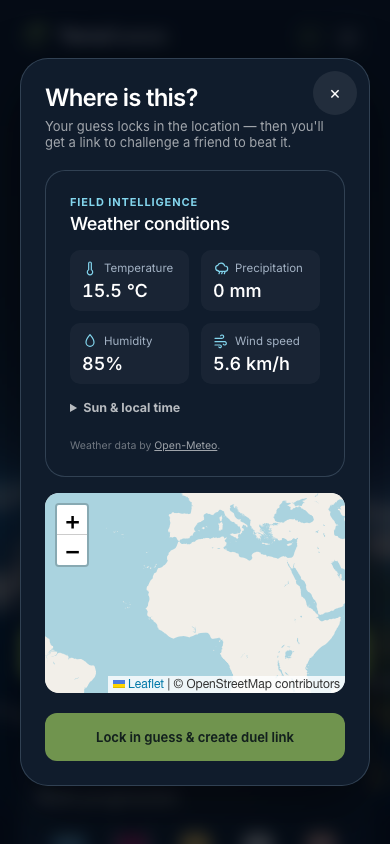 Where is this?
×
Your guess locks in the location — then you'll
get a link to challenge a friend to beat it.
FIELD INTELLIGENCE
Weather conditions
Temperature
15.5 °C
Precipitation
0 mm
Humidity
85%
Wind speed
5.6 km/h
Sun & local time
Weather data by Open-Meteo.
+
−
Leaflet | © OpenStreetMap contributors
Lock in guess & create duel link